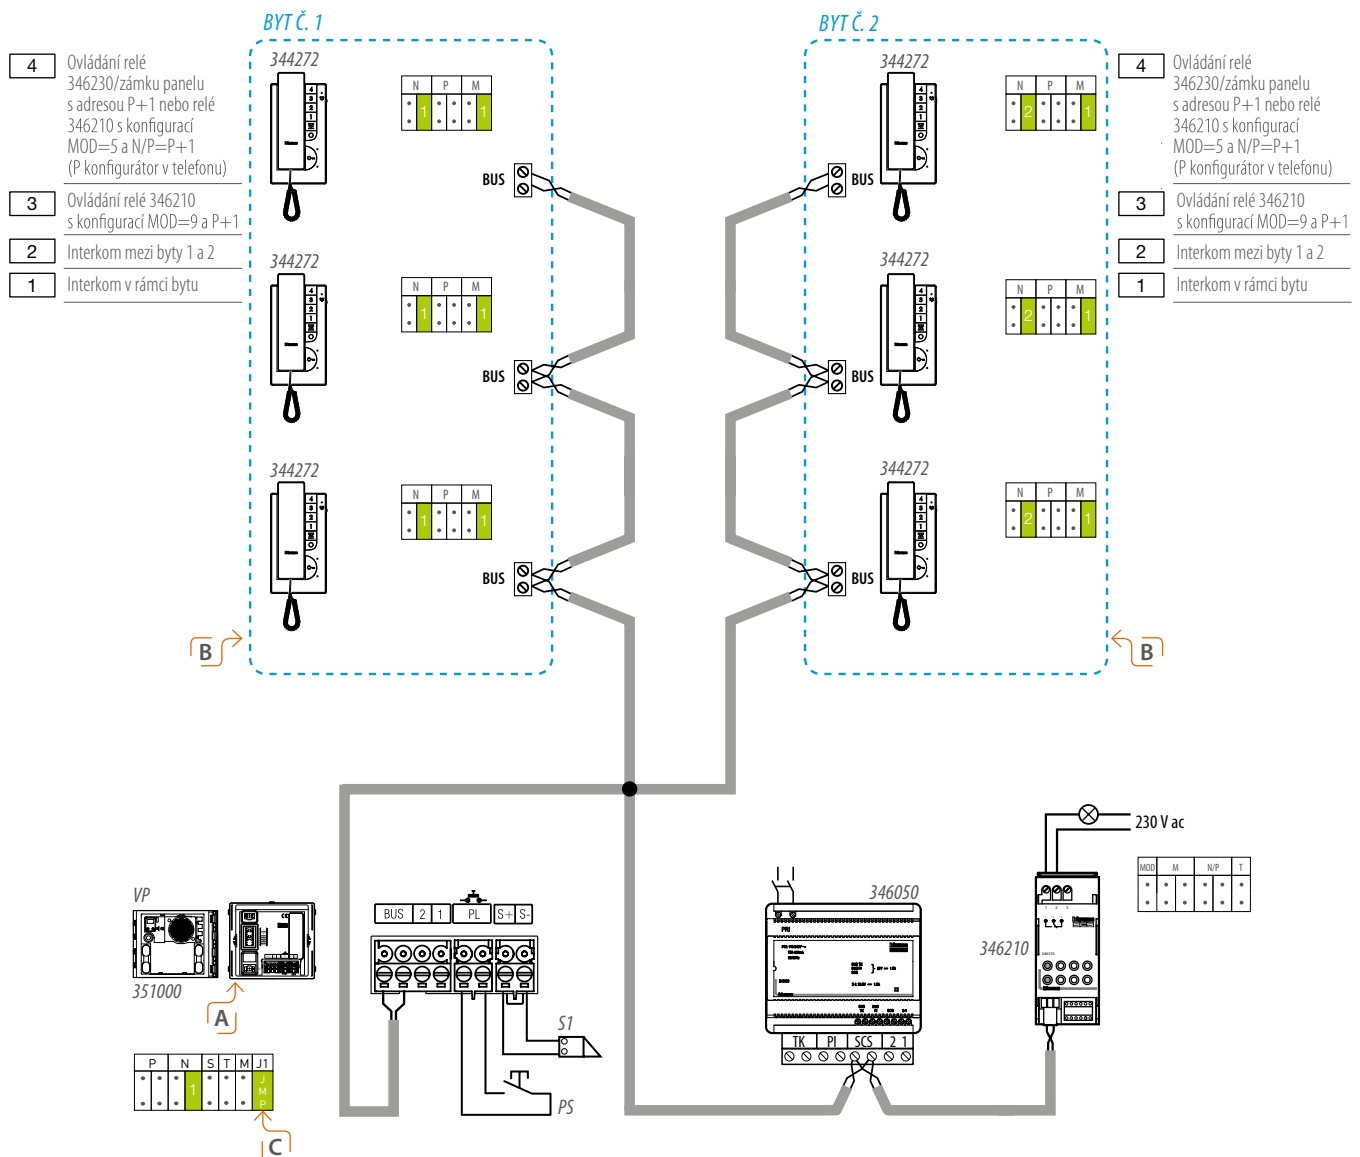 BYT Č. 1
BYT Č. 2
4
Ovládání relé
346230/zámku panelu
s adresou P+1 nebo relé
346210 s konfigurací
MOD=5 a N/P=P+1
(P konfigurátor v telefonu)
3
Ovládání relé 346210
s konfigurací MOD=9 a P+1
2
Interkom mezi byty 1 a 2
1
Interkom v rámci bytu
344272
N P M
1 1
BUS
344272
N P M
1 1
BUS
344272
N P M
1 1
BUS
B
344272
N P M
2 1
BUS
344272
N P M
2 1
BUS
344272
N P M
2 1
BUS
B
4
Ovládání relé
346230/zámku panelu
s adresou P+1 nebo relé
346210 s konfigurací
MOD=5 a N/P=P+1
(P konfigurátor v telefonu)
3
Ovládání relé 346210
s konfigurací MOD=9 a P+1
2
Interkom mezi byty 1 a 2
1
Interkom v rámci bytu
VP
351000
A
P N S T M J1
1 J
M
P
C
BUS 2 1 PL S+ S-
S1
PS
346050
PRI
TK PI SCS 2 1
230 V ac
346210
MOD M N/P T